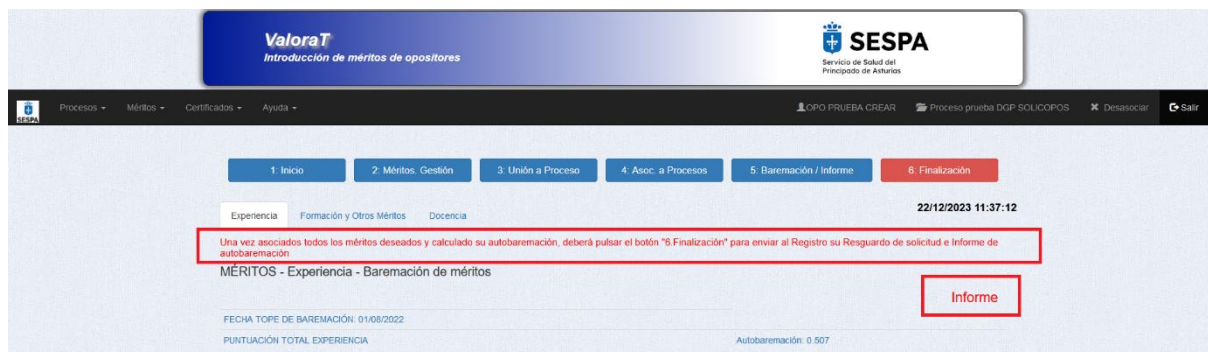 ValoraT
Introducción de méritos de opositores
SESPA
Servicio de Salud del
Principado de Asturias
SESPA
Procesos
Méritos
Certificados
Ayuda
OPO PRUEBA CREAR
Proceso prueba DGP SOLICOPOS
Desasociar
Salir
1: Inicio
2: Méritos. Gestión
3: Unión a Proceso
4: Asoc. a Procesos
5: Baremación / Informe
6: Finalización
22/12/2023 11:37:12
Experiencia
Formación y Otros Méritos
Docencia
Una vez asociados todos los méritos deseados y calculado su autobaremación, deberá pulsar el botón "6.Finalización" para enviar al Registro su Resguardo de solicitud e Informe de
autobaremación
MÉRITOS - Experiencia - Baremación de méritos
Informe
FECHA TOPE DE BAREMACIÓN: 01/08/2022
PUNTUACIÓN TOTAL EXPERIENCIA
Autobaremación: 0.507